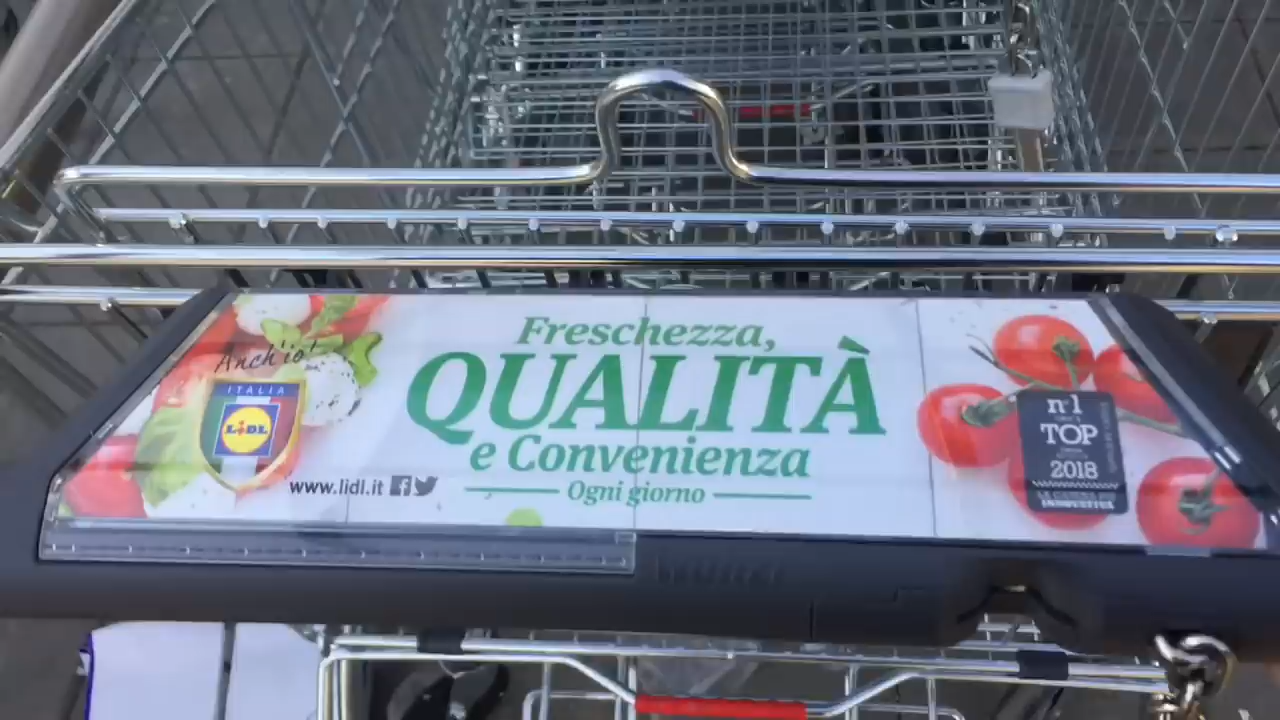 Freschezza,
QUALITÀ
e Convenienza
Ogni giorno
Anch'io!
ITALIA
LIDL
www.lidl.it
n°1
TOP
2018